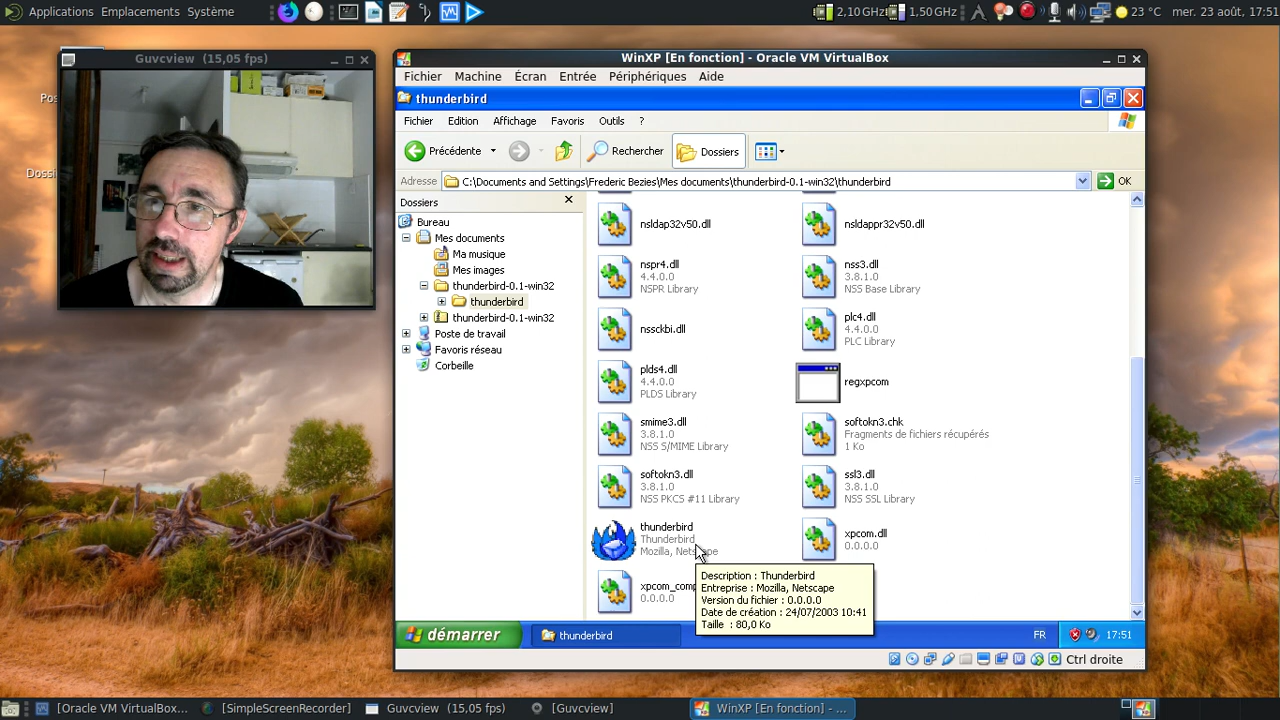 Applications Emplacements Système
2,10 GHz 1,50 GHz 23 °C mer. 23 août, 17:51
Guvcview (15,05 fps)
Pos
Doss
WinXP [En fonction] - Oracle VM VirtualBox
Fichier Machine Écran Entrée Périphériques Aide
thunderbird
Fichier Edition Affichage Favoris Outils ?
Précédente Rechercher Dossiers
Adresse C:\Documents and Settings\Frederic Bezies\Mes documents\thunderbird-0.1-win32\thunderbird OK
Dossiers
Bureau
Mes documents
Ma musique
Mes images
thunderbird-0.1-win32
thunderbird
thunderbird-0.1-win32
Poste de travail
Favoris réseau
Corbeille
nsldap32v50.dll
nsldappr32v50.dll
nspr4.dll
4.4.0.0
NSPR Library
nss3.dll
3.8.1.0
NSS Base Library
nssckbi.dll
plc4.dll
4.4.0.0
PLC Library
plds4.dll
4.4.0.0
PLDS Library
regxpcom
smime3.dll
3.8.1.0
NSS S/MIME Library
softokn3.chk
Fragments de fichiers récupérés
1 Ko
softokn3.dll
3.8.1.0
NSS PKCS #11 Library
ssl3.dll
3.8.1.0
NSS SSL Library
thunderbird
Thunderbird
Mozilla, Netscape
xpcom.dll
0.0.0.0
xpcom_comp
0.0.0.0
Description : Thunderbird
Entreprise : Mozilla, Netscape
Version du fichier : 0.0.0.0
Date de création : 24/07/2003 10:41
Taille : 80,0 Ko
démarrer thunderbird FR 17:51
Ctrl droite
[Oracle VM VirtualBox... [SimpleScreenRecorder] Guvcview (15,05 fps) [Guvcview] WinXP [En fonction] - ...